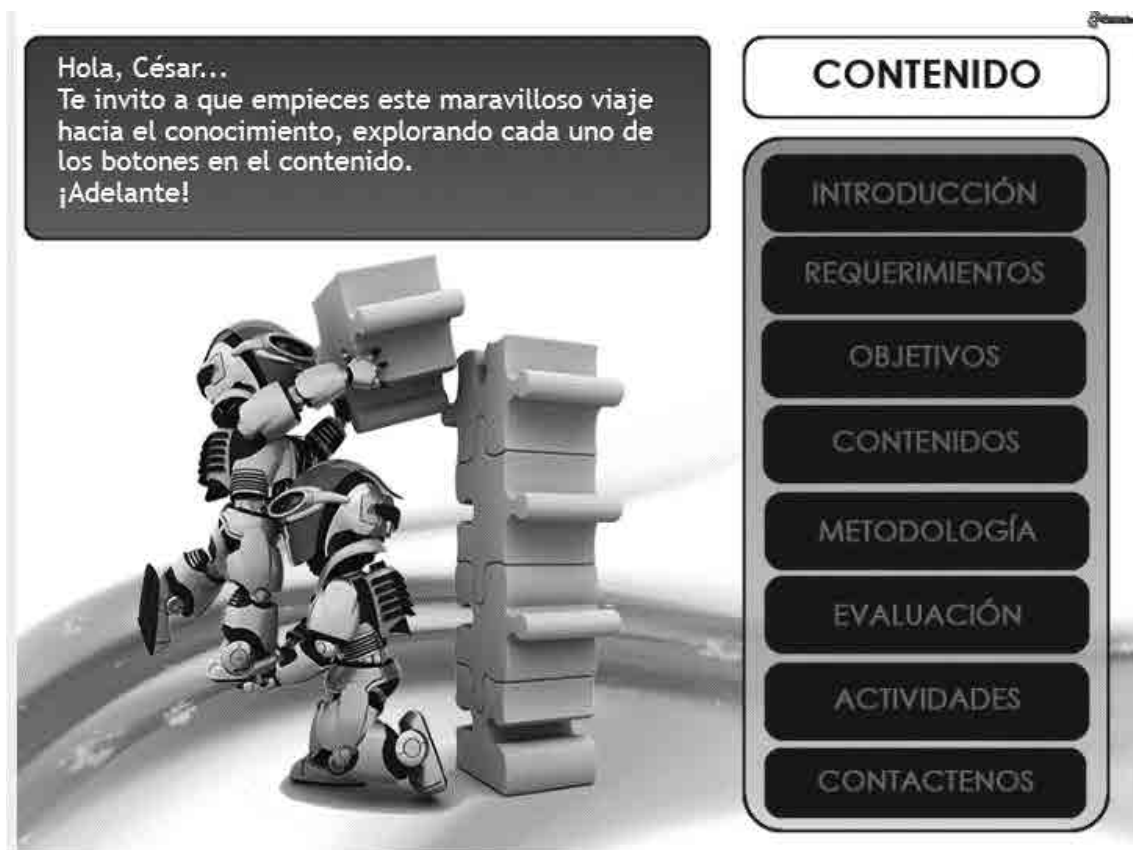 Hola, César...
Te invito a que empieces este maravilloso viaje
hacia el conocimiento, explorando cada uno de
los botones en el contenido.
¡Adelante!
CONTENIDO
INTRODUCCIÓN
REQUERIMIENTOS
OBJETIVOS
CONTENIDOS
METODOLOGÍA
EVALUACIÓN
ACTIVIDADES
CONTACTENOS